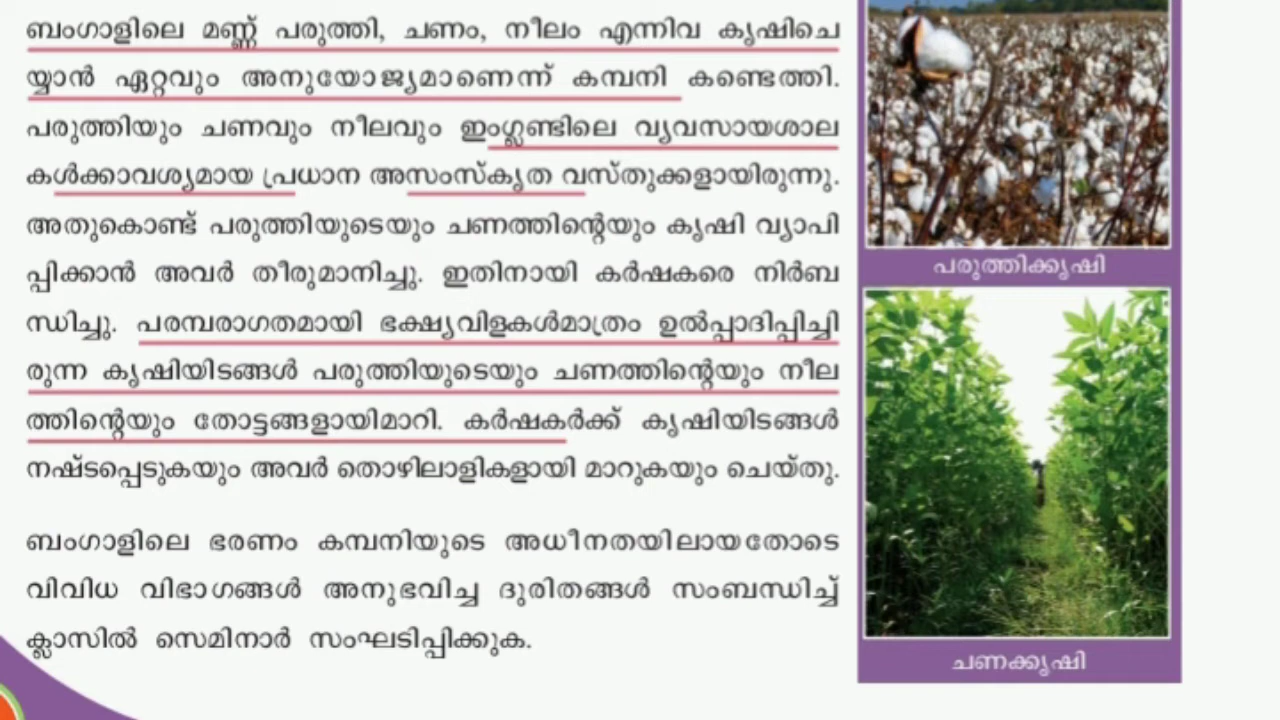 ബംഗാളിലെ മണ്ണ് പരുത്തി, ചണം, നീലം എന്നിവ കൃഷിചെ
യ്യാൻ ഏറ്റവും അനുയോജ്യമാണെന്ന് കമ്പനി കണ്ടെത്തി.
പരുത്തിയും ചണവും നീലവും ഇംഗ്ലണ്ടിലെ വ്യവസായശാല
കൾക്കാവശ്യമായ പ്രധാന അസംസ്കൃത വസ്തുക്കളായിരുന്നു.
അതുകൊണ്ട് പരുത്തിയുടെയും ചണത്തിന്റെയും കൃഷി വ്യാപി
പ്പിക്കാൻ അവർ തീരുമാനിച്ചു. ഇതിനായി കർഷകരെ നിർബ
ന്ധിച്ചു. പരമ്പരാഗതമായി ഭക്ഷ്യവിളകൾമാത്രം ഉൽപ്പാദിപ്പിച്ചി
രുന്ന കൃഷിയിടങ്ങൾ പരുത്തിയുടെയും ചണത്തിന്റെയും നീല
ത്തിന്റെയും തോട്ടങ്ങളായിമാറി. കർഷകർക്ക് കൃഷിയിടങ്ങൾ
നഷ്ടപ്പെടുകയും അവർ തൊഴിലാളികളായി മാറുകയും ചെയ്തു.
ബംഗാളിലെ ഭരണം കമ്പനിയുടെ അധീനതയിലായതോടെ
വിവിധ വിഭാഗങ്ങൾ അനുഭവിച്ച ദുരിതങ്ങൾ സംബന്ധിച്ച്
ക്ലാസിൽ സെമിനാർ സംഘടിപ്പിക്കുക.
പരുത്തിക്കൃഷി
ചണക്കൃഷി